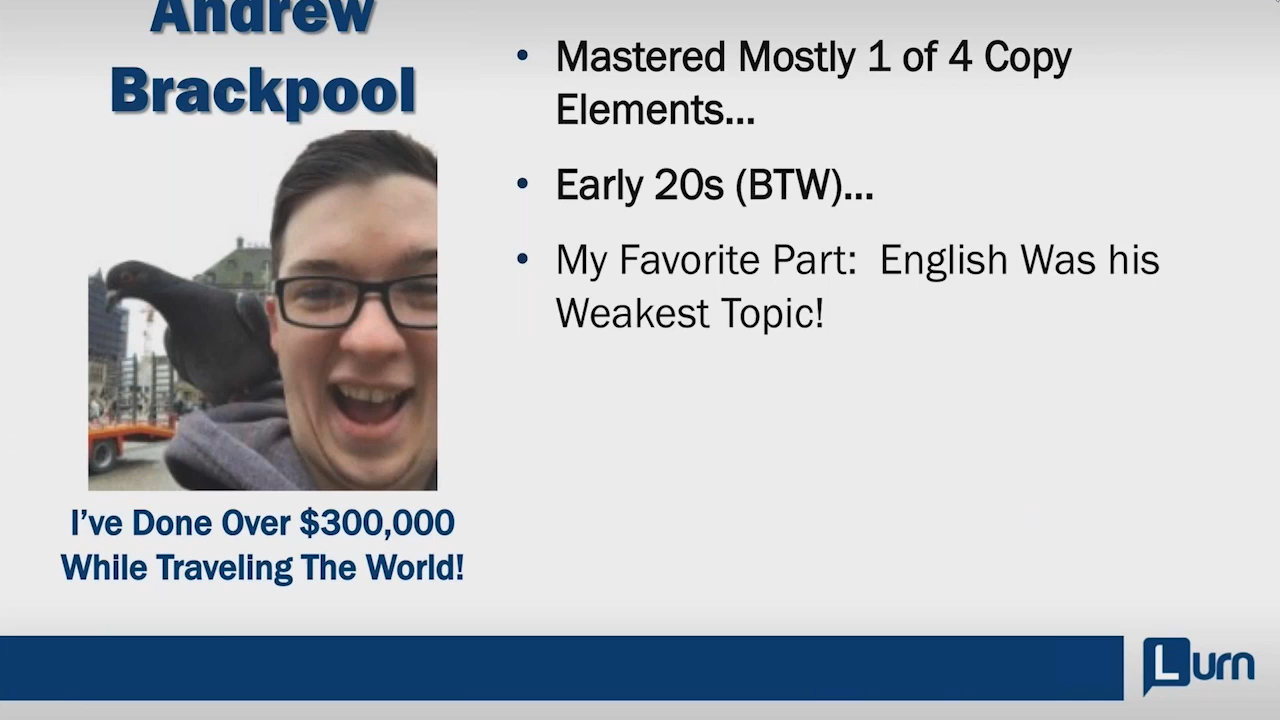 Andrew
Brackpool
I've Done Over $300,000
While Traveling The World!
• Mastered Mostly 1 of 4 Copy
Elements...
• Early 20s (BTW)...
• My Favorite Part:  English Was his
Weakest Topic!
Lurn